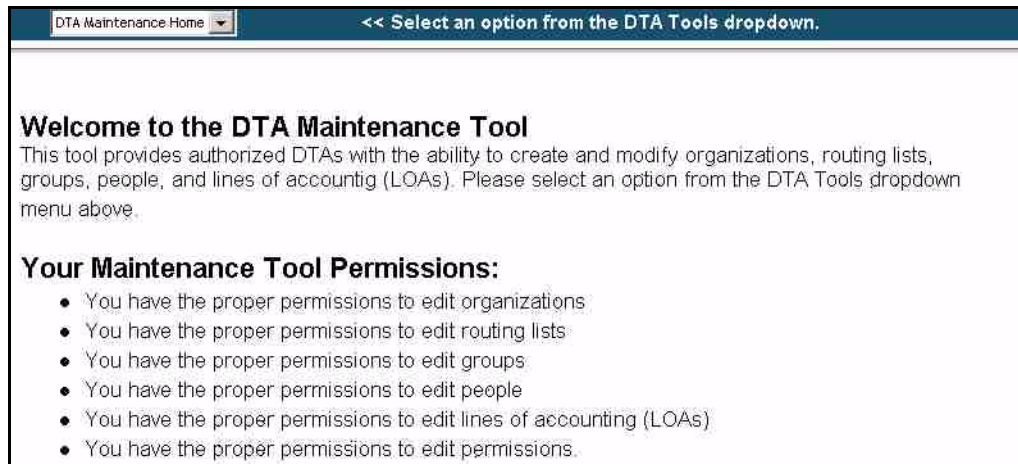 DTA Maintenance Home << Select an option from the DTA Tools dropdown.
Welcome to the DTA Maintenance Tool
This tool provides authorized DTAs with the ability to create and modify organizations, routing lists,
groups, people, and lines of accountig (LOAs). Please select an option from the DTA Tools dropdown
menu above.
Your Maintenance Tool Permissions:
• You have the proper permissions to edit organizations
• You have the proper permissions to edit routing lists
• You have the proper permissions to edit groups
• You have the proper permissions to edit people
• You have the proper permissions to edit lines of accounting (LOAs)
• You have the proper permissions to edit permissions.